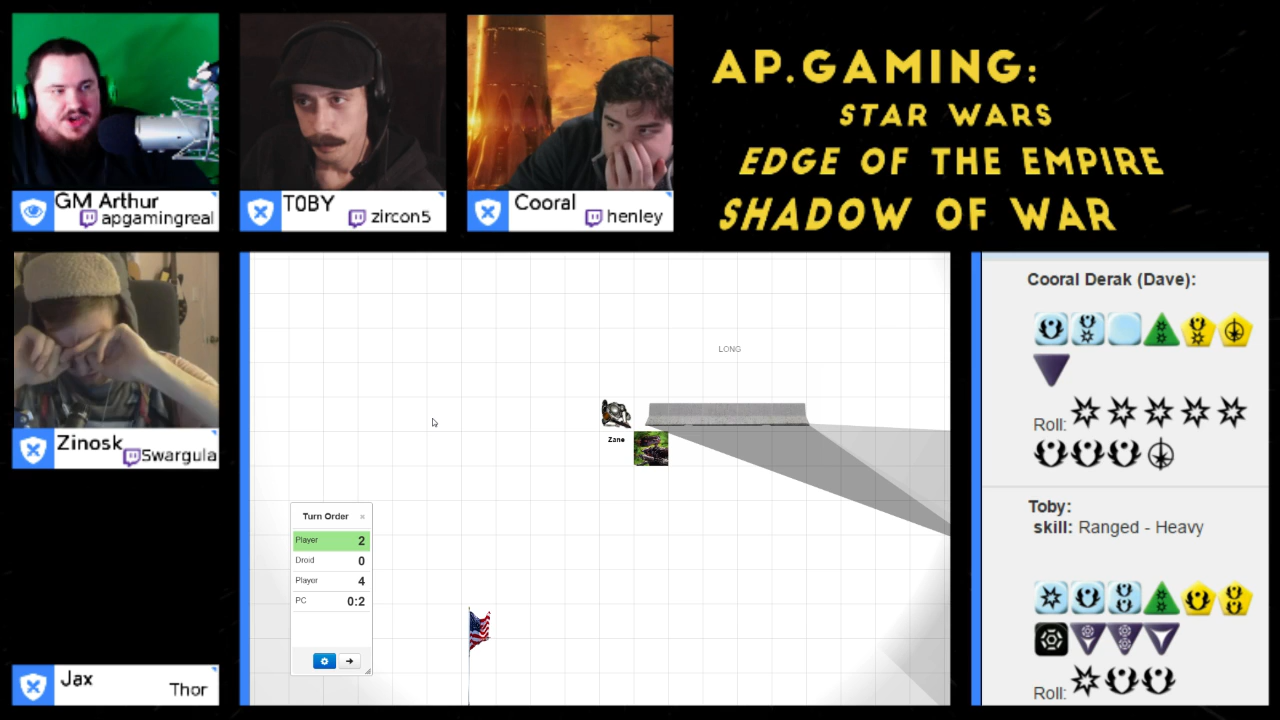 AP.GAMING:
STAR WARS
EDGE OF THE EMPIRE
SHADOW OF WAR
GM Arthur
apgamingreal
TOBY
zircon5
Cooral
henley
Zinosk
Swargula
Jax
Thor
LONG
Zane
Turn Order ×
Player 2
Droid 0
Player 4
PC 0:2
Cooral Derak (Dave):
Roll:
Toby:
skill: Ranged - Heavy
Roll: